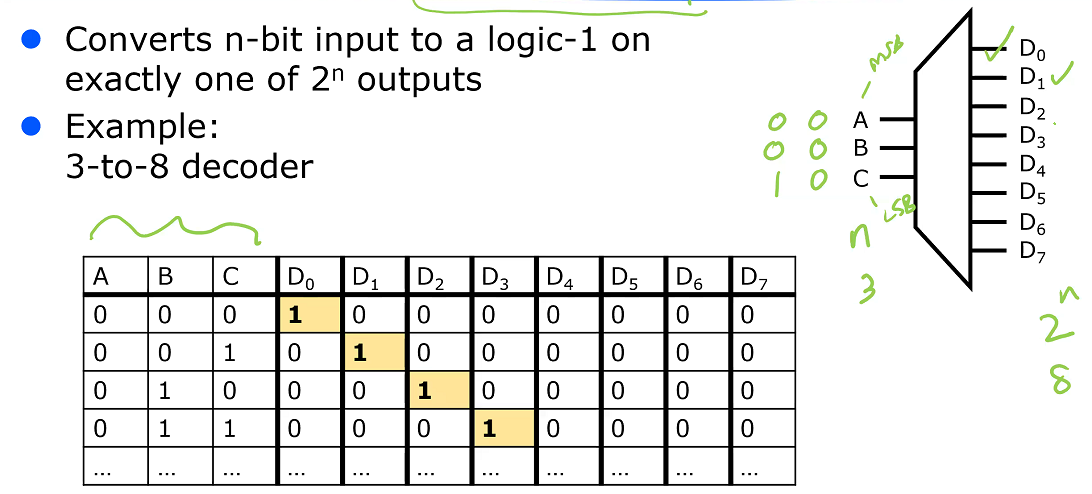 ● Converts n-bit input to a logic-1 on
exactly one of 2ⁿ outputs
● Example:
3-to-8 decoder
MSB
0 0 A
0 0 B
1 0 C
LSB
n
3
D₀
D₁
D₂
D₃
D₄
D₅
D₆
D₇
2ⁿ
8
A B C D₀ D₁ D₂ D₃ D₄ D₅ D₆ D₇
0 0 0 1 0 0 0 0 0 0 0
0 0 1 0 1 0 0 0 0 0 0
0 1 0 0 0 1 0 0 0 0 0
0 1 1 0 0 0 1 0 0 0 0
... ... ... ... ... ... ... ... ... ... ...